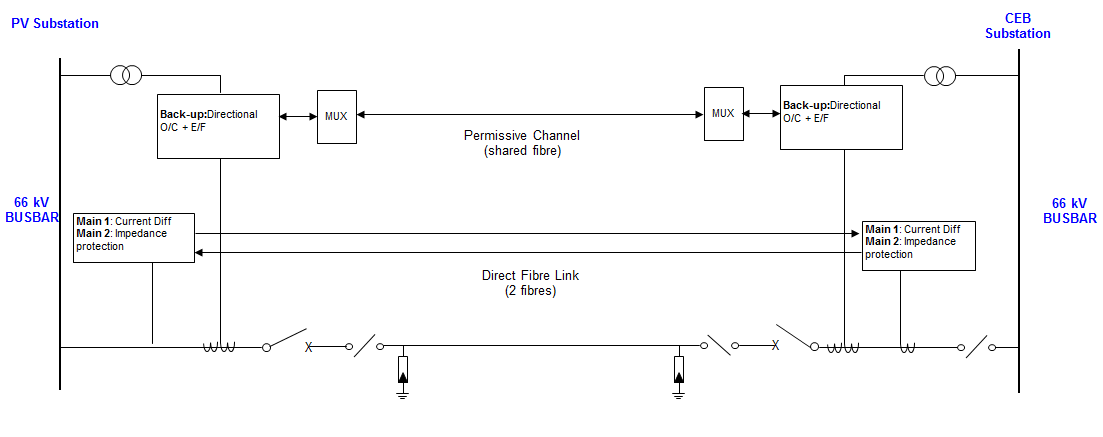 PV Substation
CEB
Substation
Back-up:Directional
O/C + E/F
MUX
Permissive Channel
(shared fibre)
MUX
Back-up:Directional
O/C + E/F
66 kV
BUSBAR
Main 1: Current Diff
Main 2: Impedance
protection
Direct Fibre Link
(2 fibres)
Main 1: Current Diff
Main 2: Impedance
protection
66 kV
BUSBAR
X
X